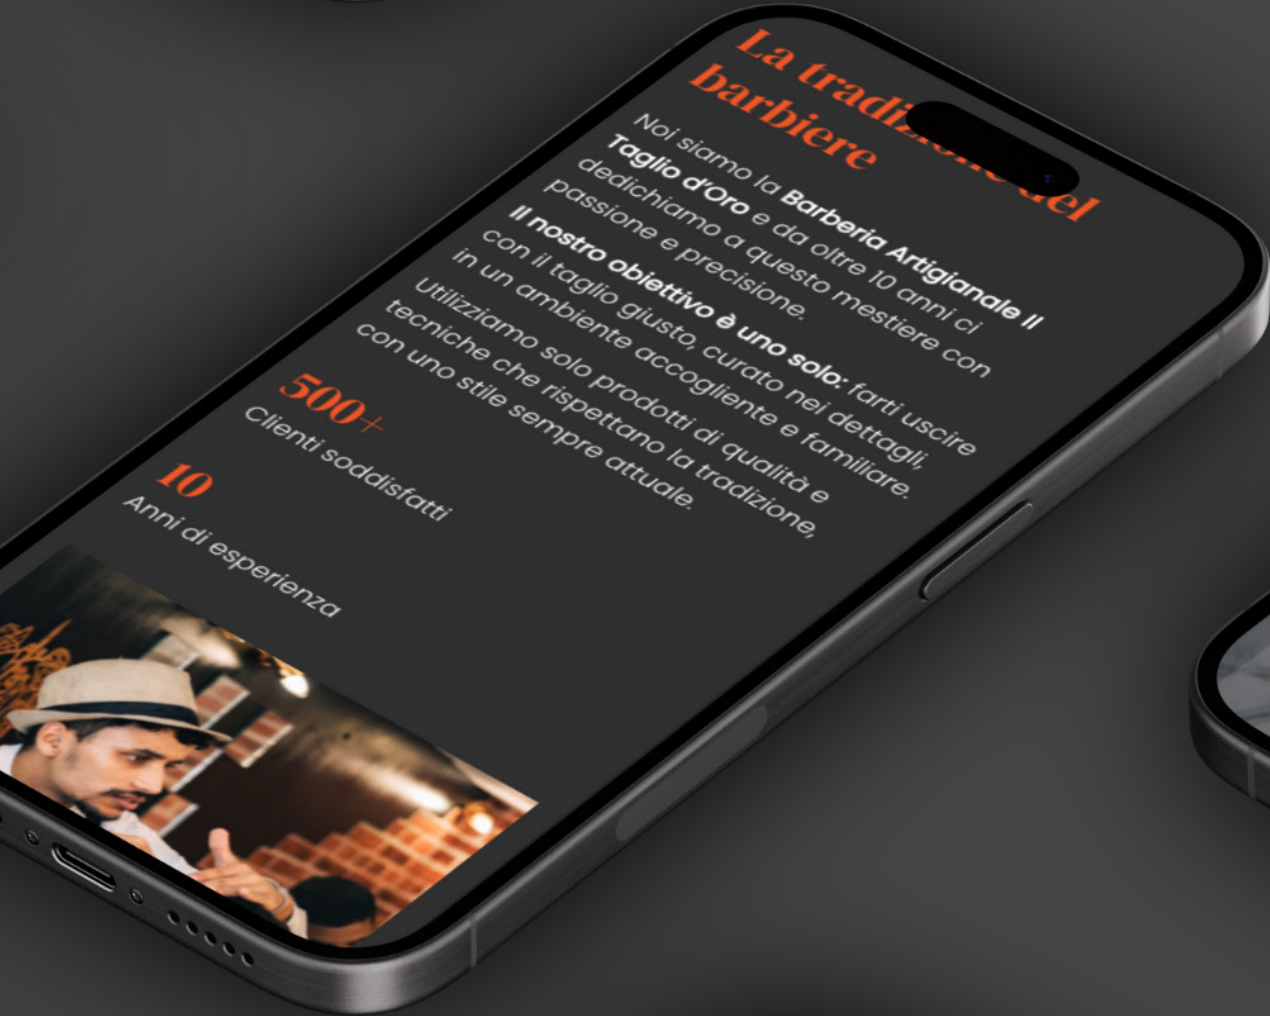 La tradizione del
barbiere
Noi siamo la Barberia Artigianale Il
Taglio d'Oro e da oltre 10 anni ci
dedichiamo a questo mestiere con
passione e precisione.
Il nostro obiettivo è uno solo: farti uscire
con il taglio giusto, curato nei dettagli,
in un ambiente accogliente e familiare.
Utilizziamo solo prodotti di qualità e
tecniche che rispettano la tradizione,
con uno stile sempre attuale.
500+
Clienti soddisfatti
10
Anni di esperienza